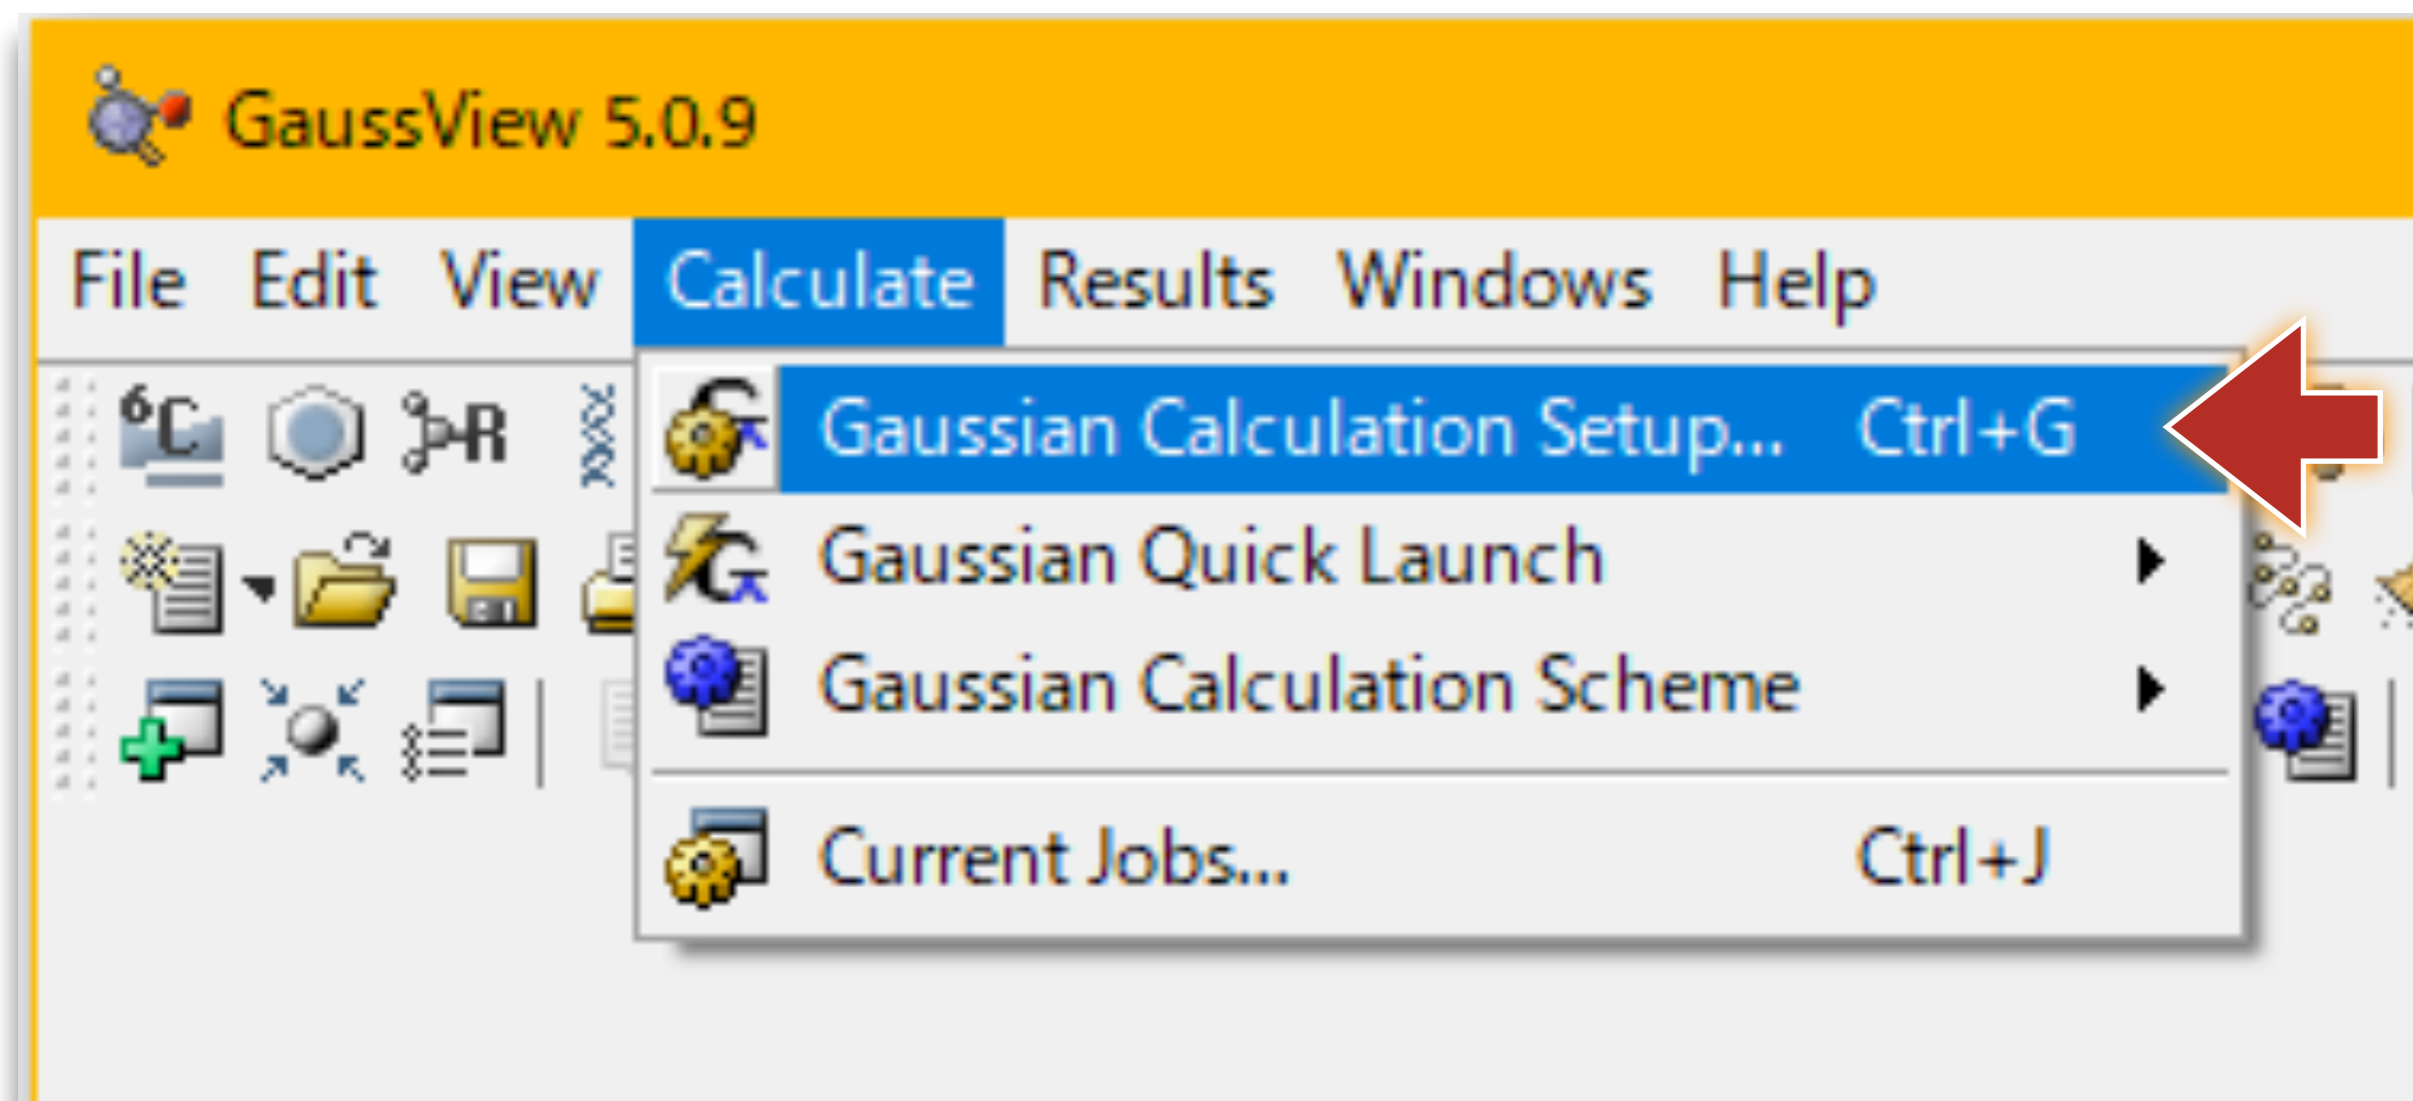 GaussView 5.0.9
File Edit View Calculate Results Windows Help
6C R
Gaussian Calculation Setup... Ctrl+G
Gaussian Quick Launch
Gaussian Calculation Scheme
Current Jobs... Ctrl+J